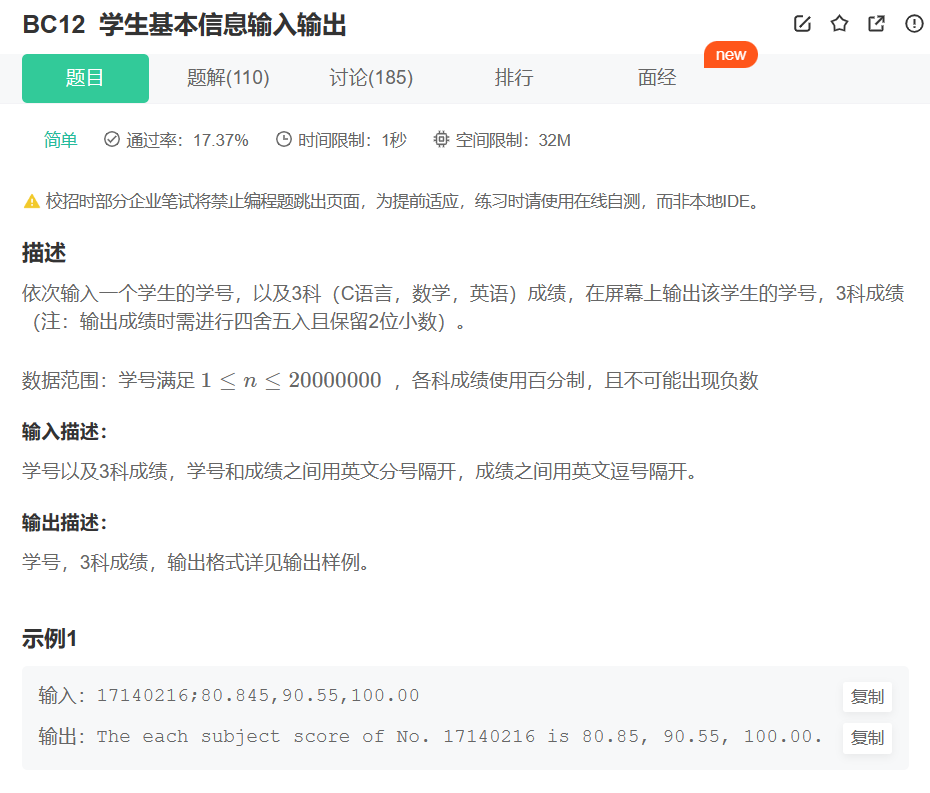 BC12 学生基本信息输入输出
题目 题解(110) 讨论(185) 排行 面经 new
简单 通过率：17.37% 时间限制：1秒 空间限制：32M
校招时部分企业笔试将禁止编程题跳出页面，为提前适应，练习时请使用在线自测，而非本地IDE。
描述
依次输入一个学生的学号，以及3科（C语言，数学，英语）成绩，在屏幕上输出该学生的学号，3科成绩
（注：输出成绩时需进行四舍五入且保留2位小数）。
数据范围：学号满足 1 ≤ n ≤ 20000000 ，各科成绩使用百分制，且不可能出现负数
输入描述：
学号以及3科成绩，学号和成绩之间用英文分号隔开，成绩之间用英文逗号隔开。
输出描述：
学号，3科成绩，输出格式详见输出样例。
示例1
输入：17140216;80.845,90.55,100.00 复制
输出：The each subject score of No. 17140216 is 80.85, 90.55, 100.00. 复制